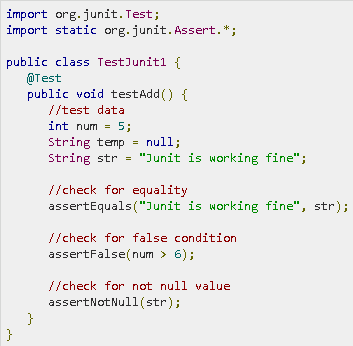 import org.junit.Test;
import static org.junit.Assert.*;

public class TestJunit1 {
   @Test
   public void testAdd() {
      //test data
      int num = 5;
      String temp = null;
      String str = "Junit is working fine";

      //check for equality
      assertEquals("Junit is working fine", str);

      //check for false condition
      assertFalse(num > 6);

      //check for not null value
      assertNotNull(str);
   }
}